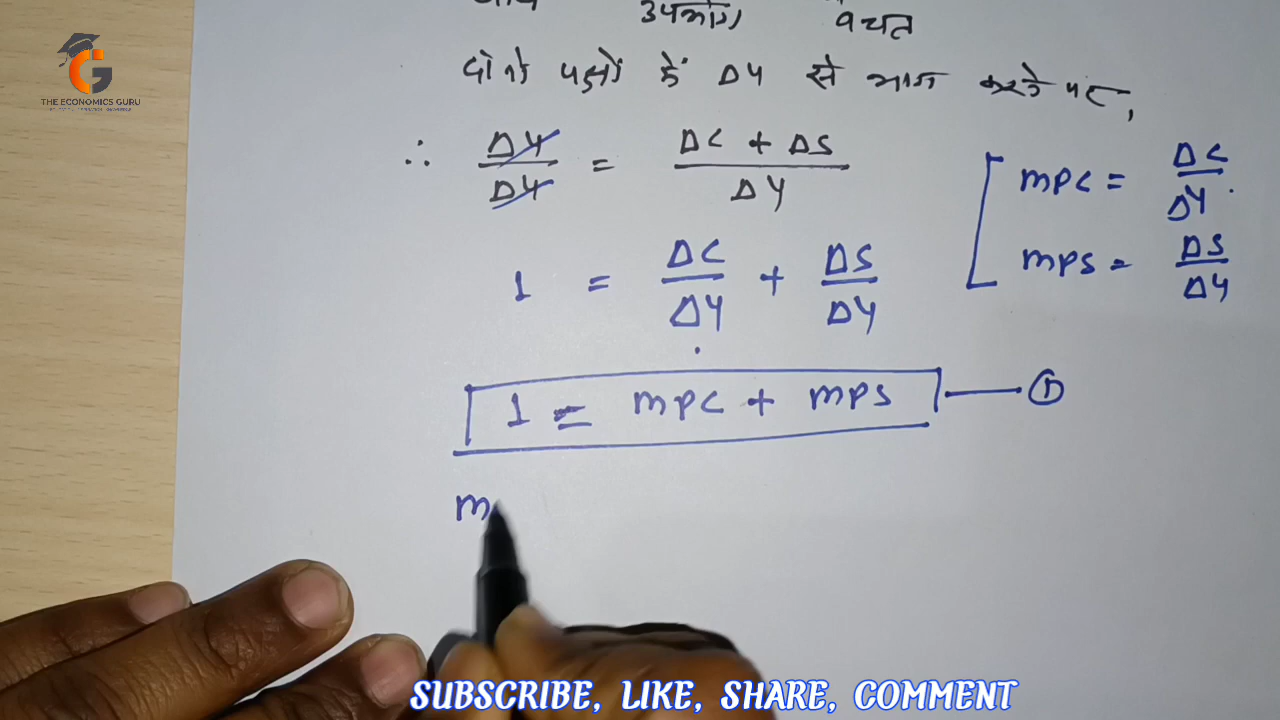 उपभोग बचत
THE ECONOMICS GURU
दोनो पक्षों में ΔY से भाग करने पर,
∴ ΔY/ΔY = ΔC + ΔS/ΔY
MPC = ΔC/ΔY
1 = ΔC/ΔY + ΔS/ΔY
MPS = ΔS/ΔY
1 = MPC + MPS — ①
M
SUBSCRIBE, LIKE, SHARE, COMMENT